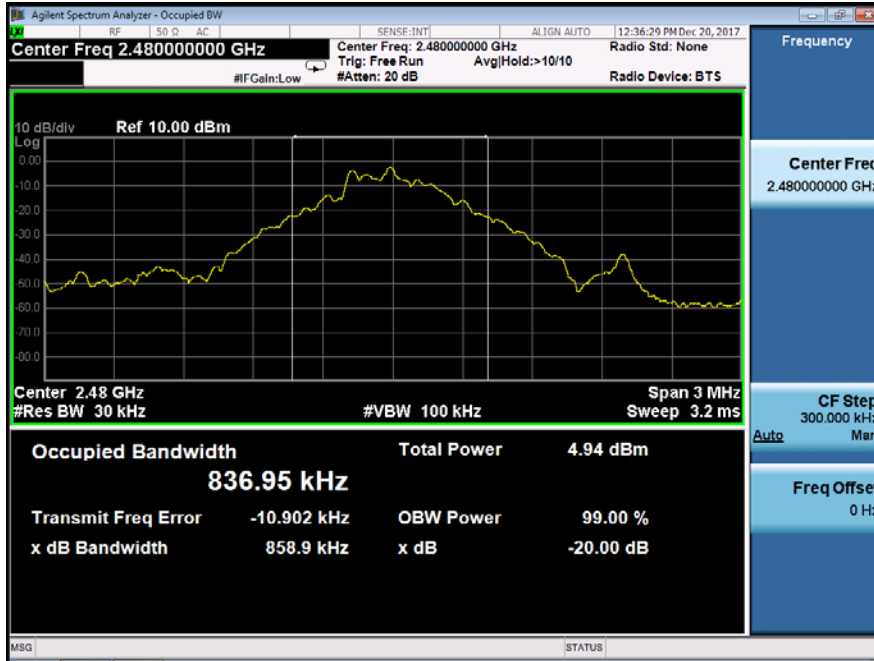 Agilent Spectrum Analyzer - Occupied BW
LXI RF 50 Ω AC SENSE:INT ALIGN AUTO 12:36:29 PM Dec 20, 2017
Center Freq 2.480000000 GHz
Center Freq: 2.480000000 GHz
Radio Std: None
Trig: Free Run Avg|Hold:>10/10
#IFGain:Low
#Atten: 20 dB
Radio Device: BTS
10 dB/div Ref 10.00 dBm
Log
0.00
-10.0
-20.0
-30.0
-40.0
-50.0
-60.0
-70.0
-80.0
Center 2.48 GHz
Span 3 MHz
#Res BW 30 kHz
#VBW 100 kHz
Sweep 3.2 ms
Occupied Bandwidth
Total Power 4.94 dBm
836.95 kHz
Transmit Freq Error -10.902 kHz
OBW Power 99.00 %
x dB Bandwidth 858.9 kHz
x dB -20.00 dB
MSG
STATUS
Frequency
Center Freq
2.480000000 GHz
CF Step
300.000 kHz
Auto Man
Freq Offset
0 Hz